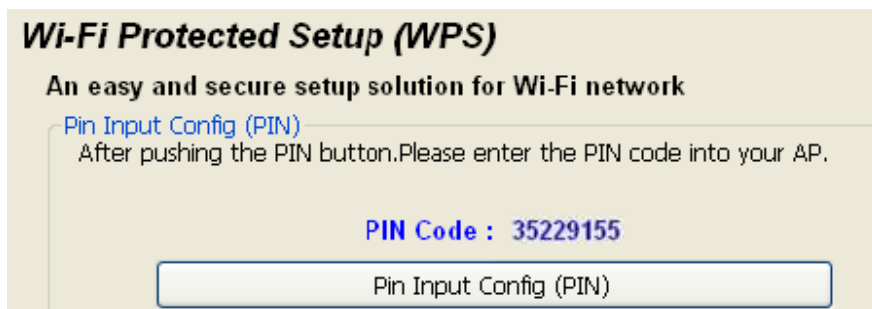 Wi-Fi Protected Setup (WPS)
An easy and secure setup solution for Wi-Fi network
Pin Input Config (PIN)
After pushing the PIN button.Please enter the PIN code into your AP.
PIN Code : 35229155
Pin Input Config (PIN)